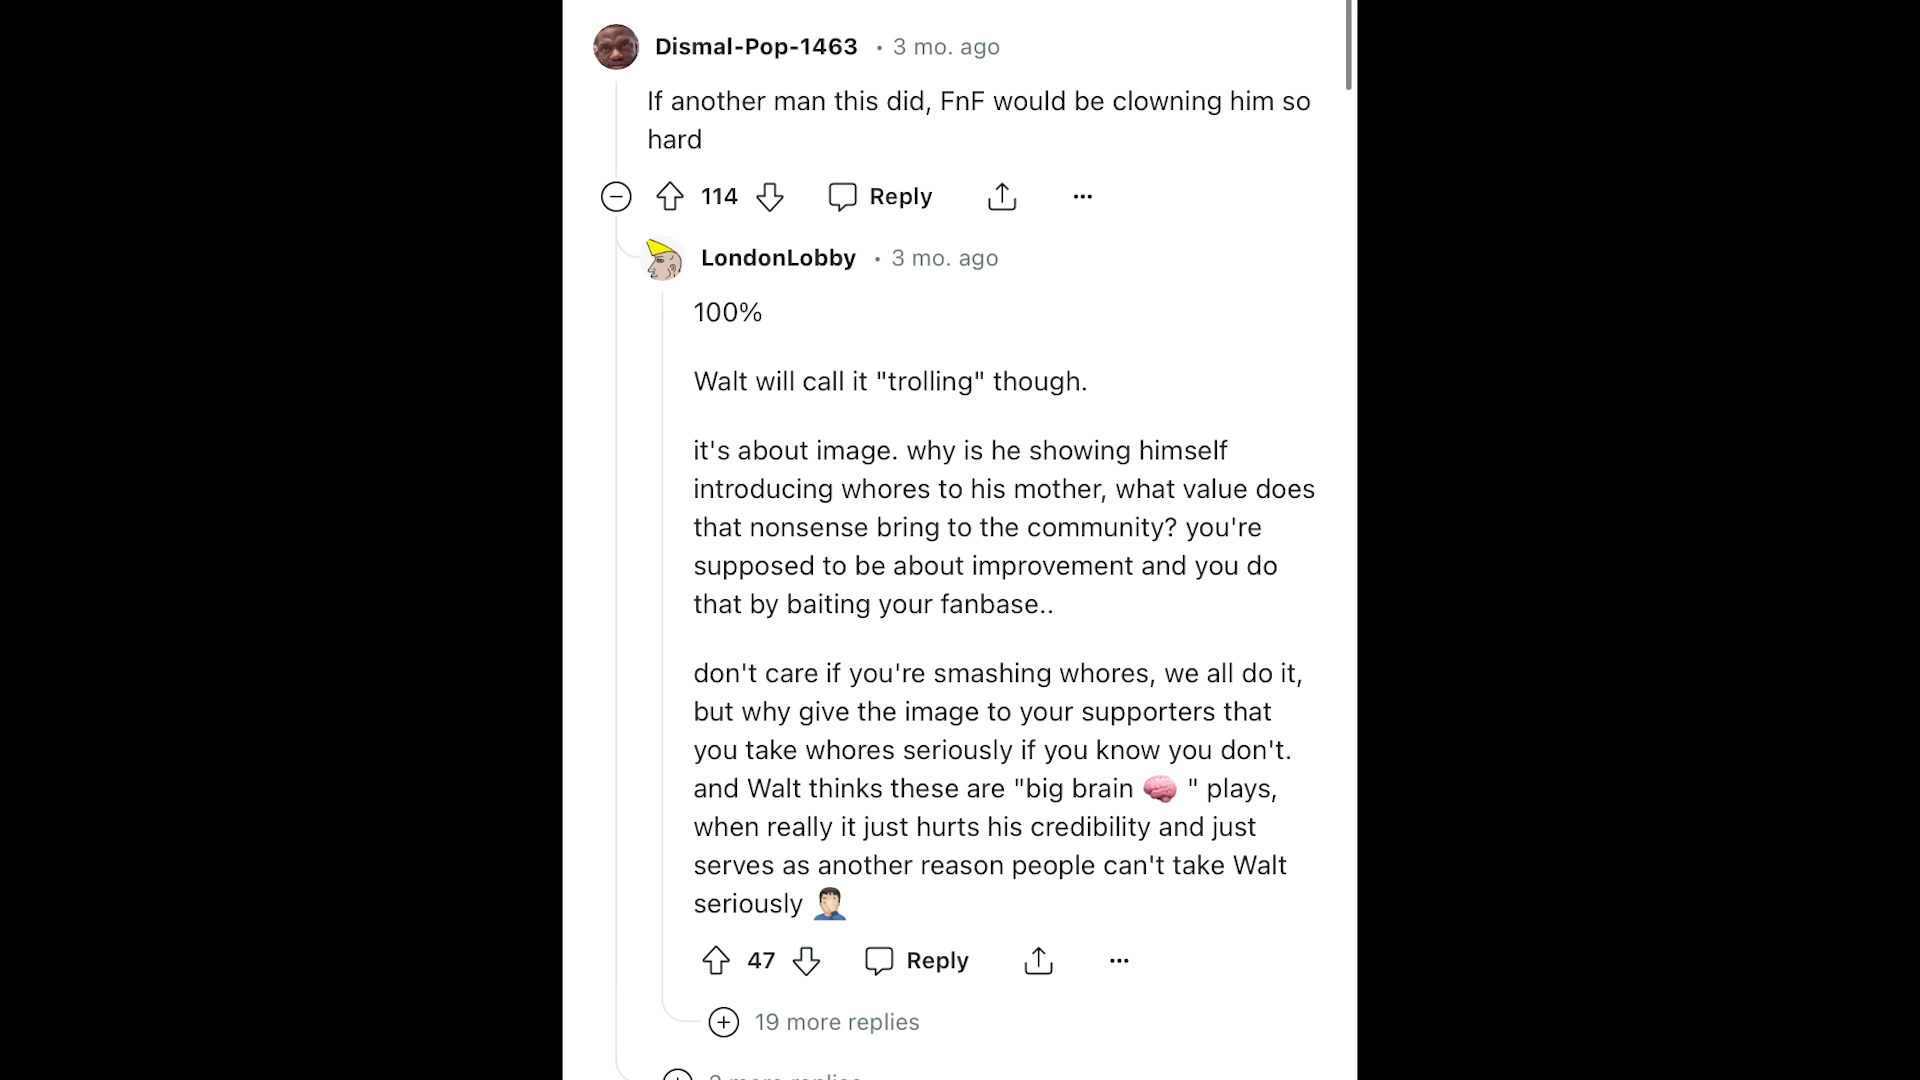 Dismal-Pop-1463 • 3 mo. ago
If another man this did, FnF would be clowning him so
hard
114 Reply ...
LondonLobby • 3 mo. ago
100%
Walt will call it "trolling" though.
it's about image. why is he showing himself
introducing whores to his mother, what value does
that nonsense bring to the community? you're
supposed to be about improvement and you do
that by baiting your fanbase..
don't care if you're smashing whores, we all do it,
but why give the image to your supporters that
you take whores seriously if you know you don't.
and Walt thinks these are "big brain 🧠 " plays,
when really it just hurts his credibility and just
serves as another reason people can't take Walt
seriously 🤦🏻‍♂️
47 Reply ...
19 more replies
more replies